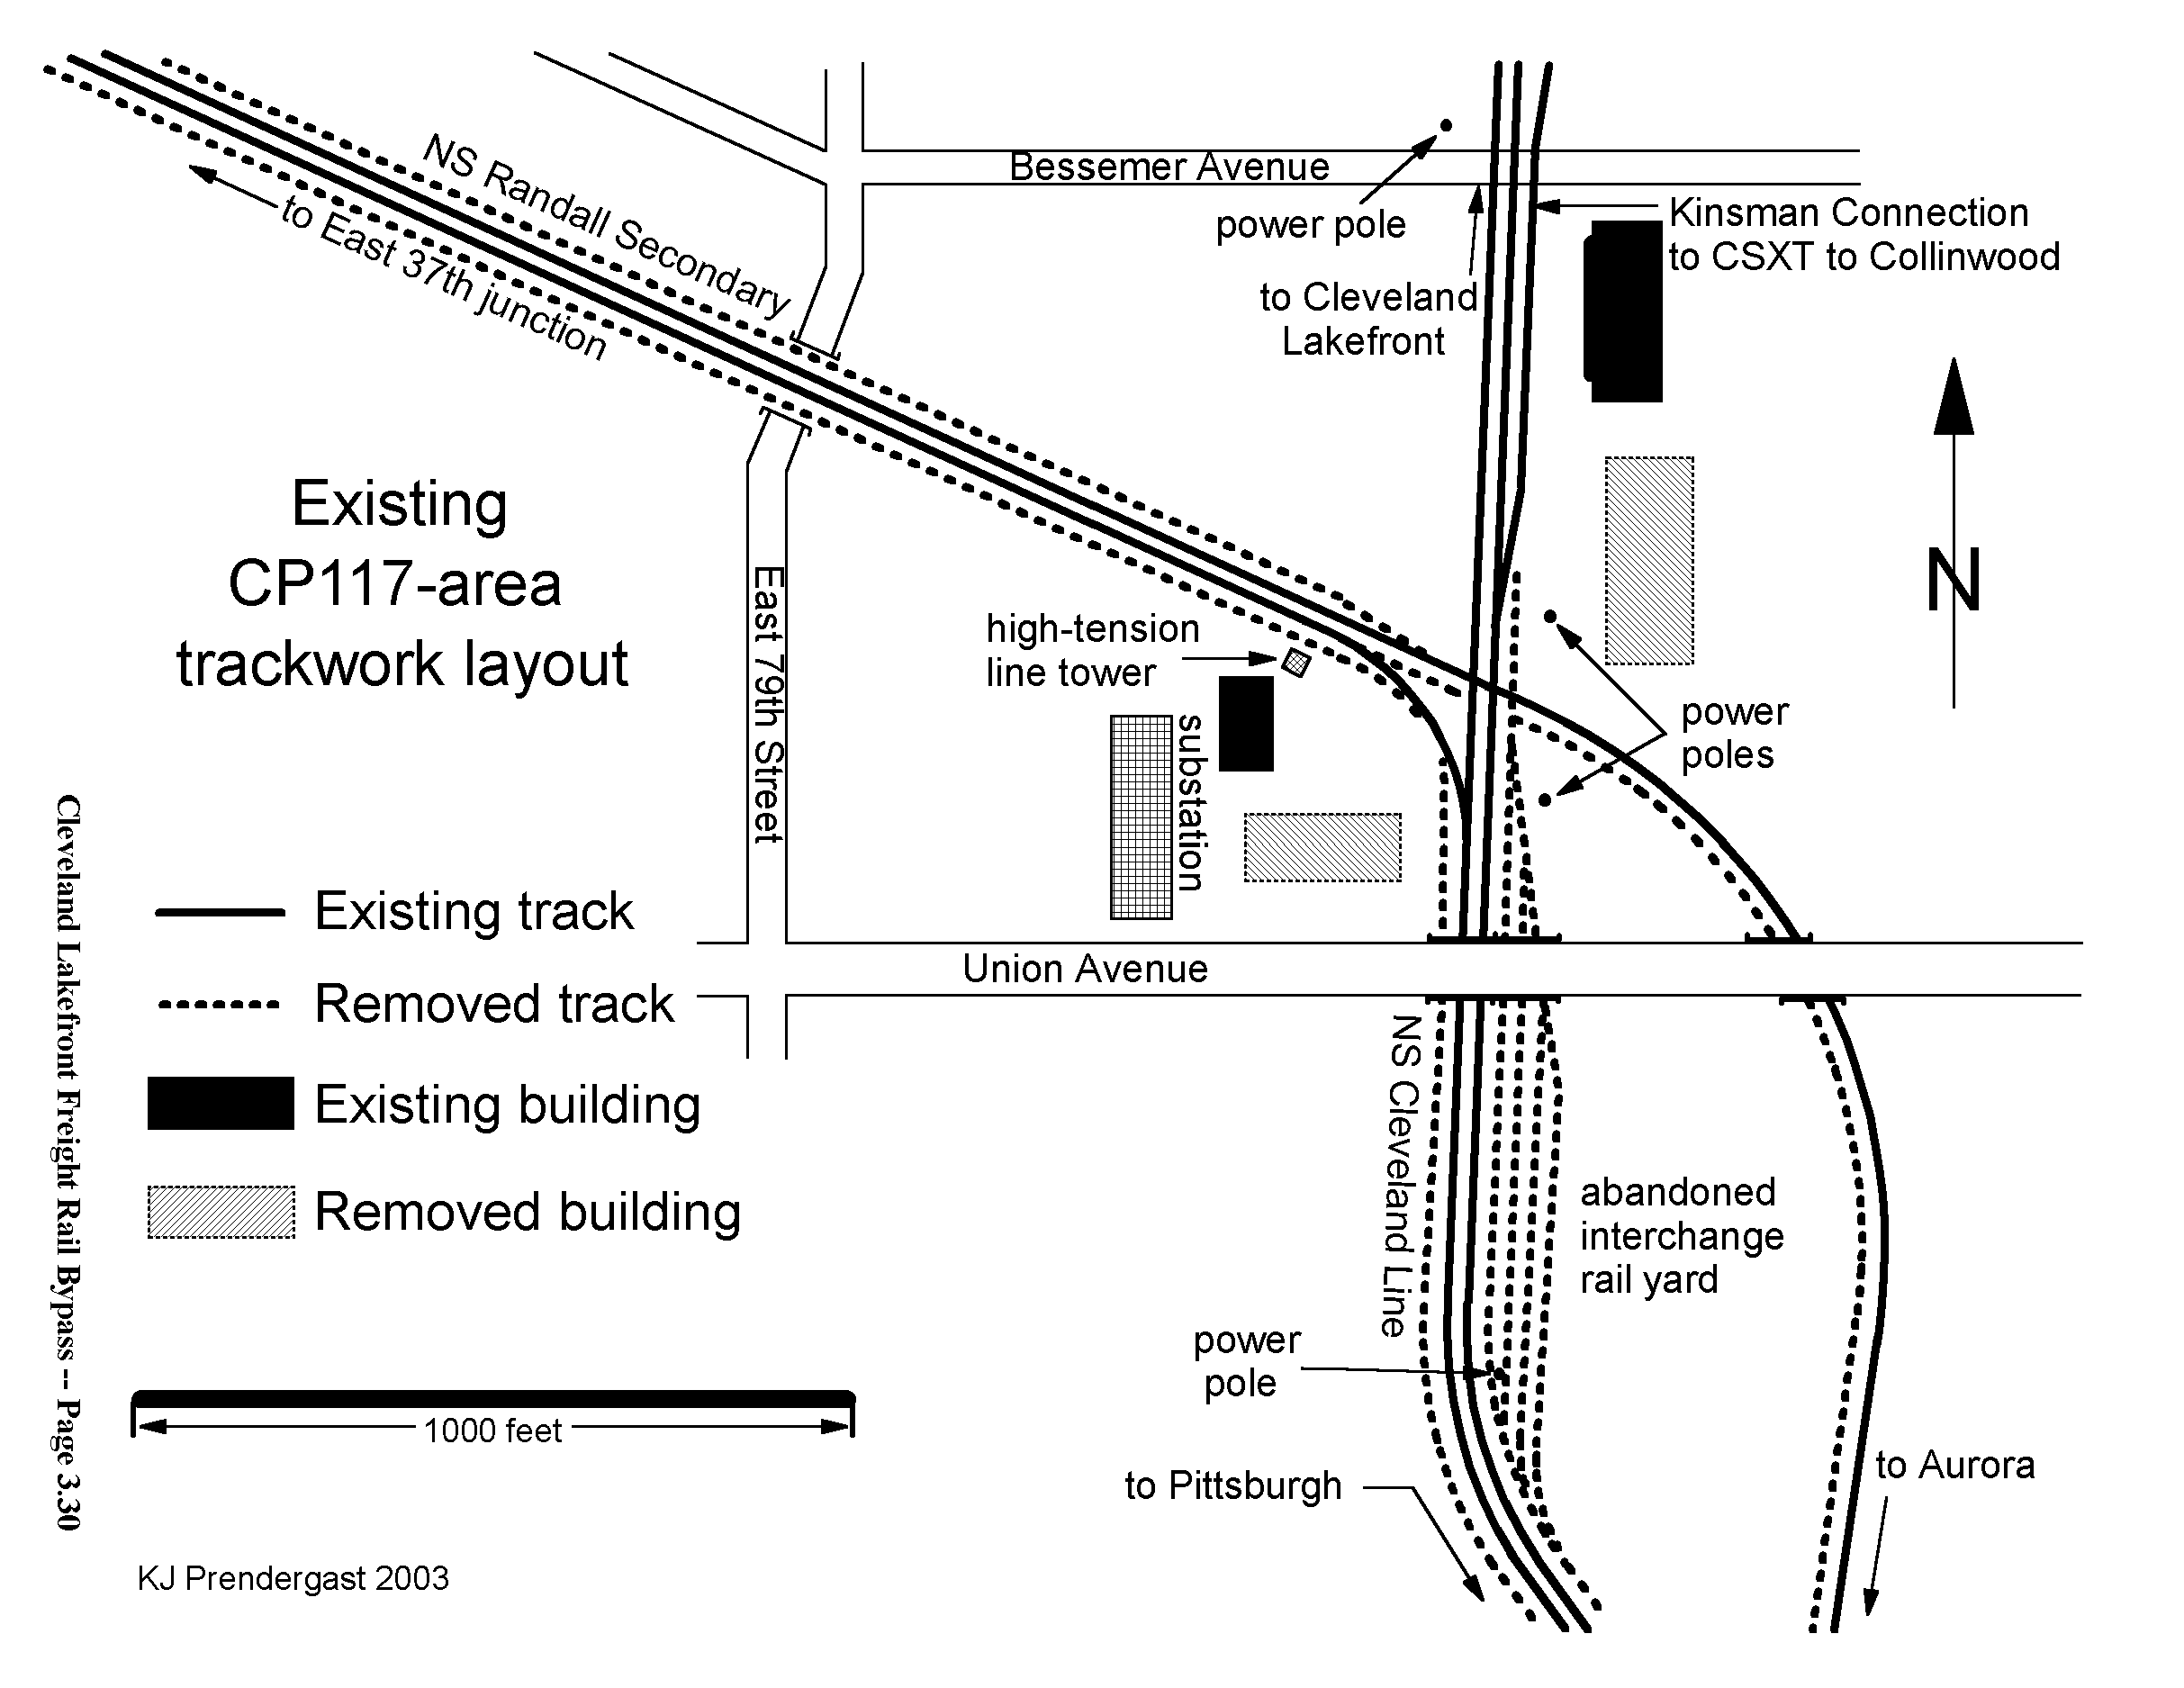 NS Randall Secondary
to East 37th junction
Bessemer Avenue
power pole
Kinsman Connection
to CSXT to Collinwood
to Cleveland
Lakefront
Existing
CP117-area
trackwork layout
N
East 79th Street
high-tension
line tower
substation
power
poles
Existing track
Removed track
Existing building
Removed building
Union Avenue
NS Cleveland Line
abandoned
interchange
rail yard
power
pole
1000 feet
to Pittsburgh
to Aurora
Cleveland Lakefront Freight Rail Bypass -- Page 3.30
KJ Prendergast 2003